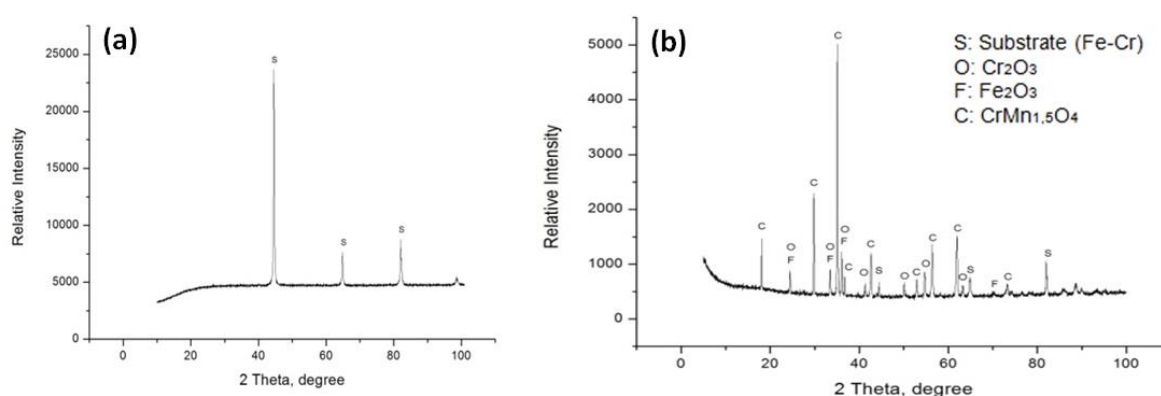 (a)
Relative Intensity
25000
20000
15000
10000
5000
0
S
S
S
0
20
40
60
80
100
2 Theta, degree
(b)
S: Substrate (Fe-Cr)
O: Cr₂O₃
F: Fe₂O₃
C: CrMn₁,₅O₄
Relative Intensity
5000
4000
3000
2000
1000
0
C
O
F
C
O
F
C
O
F
C
O
C
S
O
C
O
C
C
O
S
F
C
S
0
20
40
60
80
100
2 Theta, degree